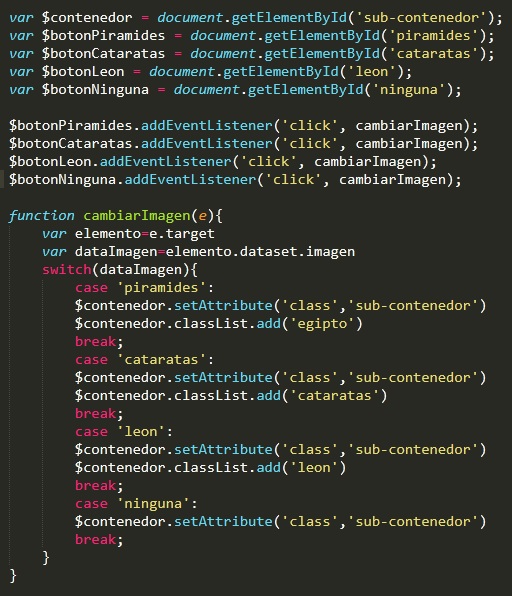 var $contenedor = document.getElementById('sub-contenedor');
var $botonPiramides = document.getElementById('piramides');
var $botonCataratas = document.getElementById('cataratas');
var $botonLeon = document.getElementById('leon');
var $botonNinguna = document.getElementById('ninguna');

$botonPiramides.addEventListener('click', cambiarImagen);
$botonCataratas.addEventListener('click', cambiarImagen);
$botonLeon.addEventListener('click', cambiarImagen);
$botonNinguna.addEventListener('click', cambiarImagen);

function cambiarImagen(e){
    var elemento=e.target
    var dataImagen=elemento.dataset.imagen
    switch(dataImagen){
        case 'piramides':
        $contenedor.setAttribute('class','sub-contenedor')
        $contenedor.classList.add('egipto')
        break;
        case 'cataratas':
        $contenedor.setAttribute('class','sub-contenedor')
        $contenedor.classList.add('cataratas')
        break;
        case 'leon':
        $contenedor.setAttribute('class','sub-contenedor')
        $contenedor.classList.add('leon')
        break;
        case 'ninguna':
        $contenedor.setAttribute('class','sub-contenedor')
        break;
    }
}